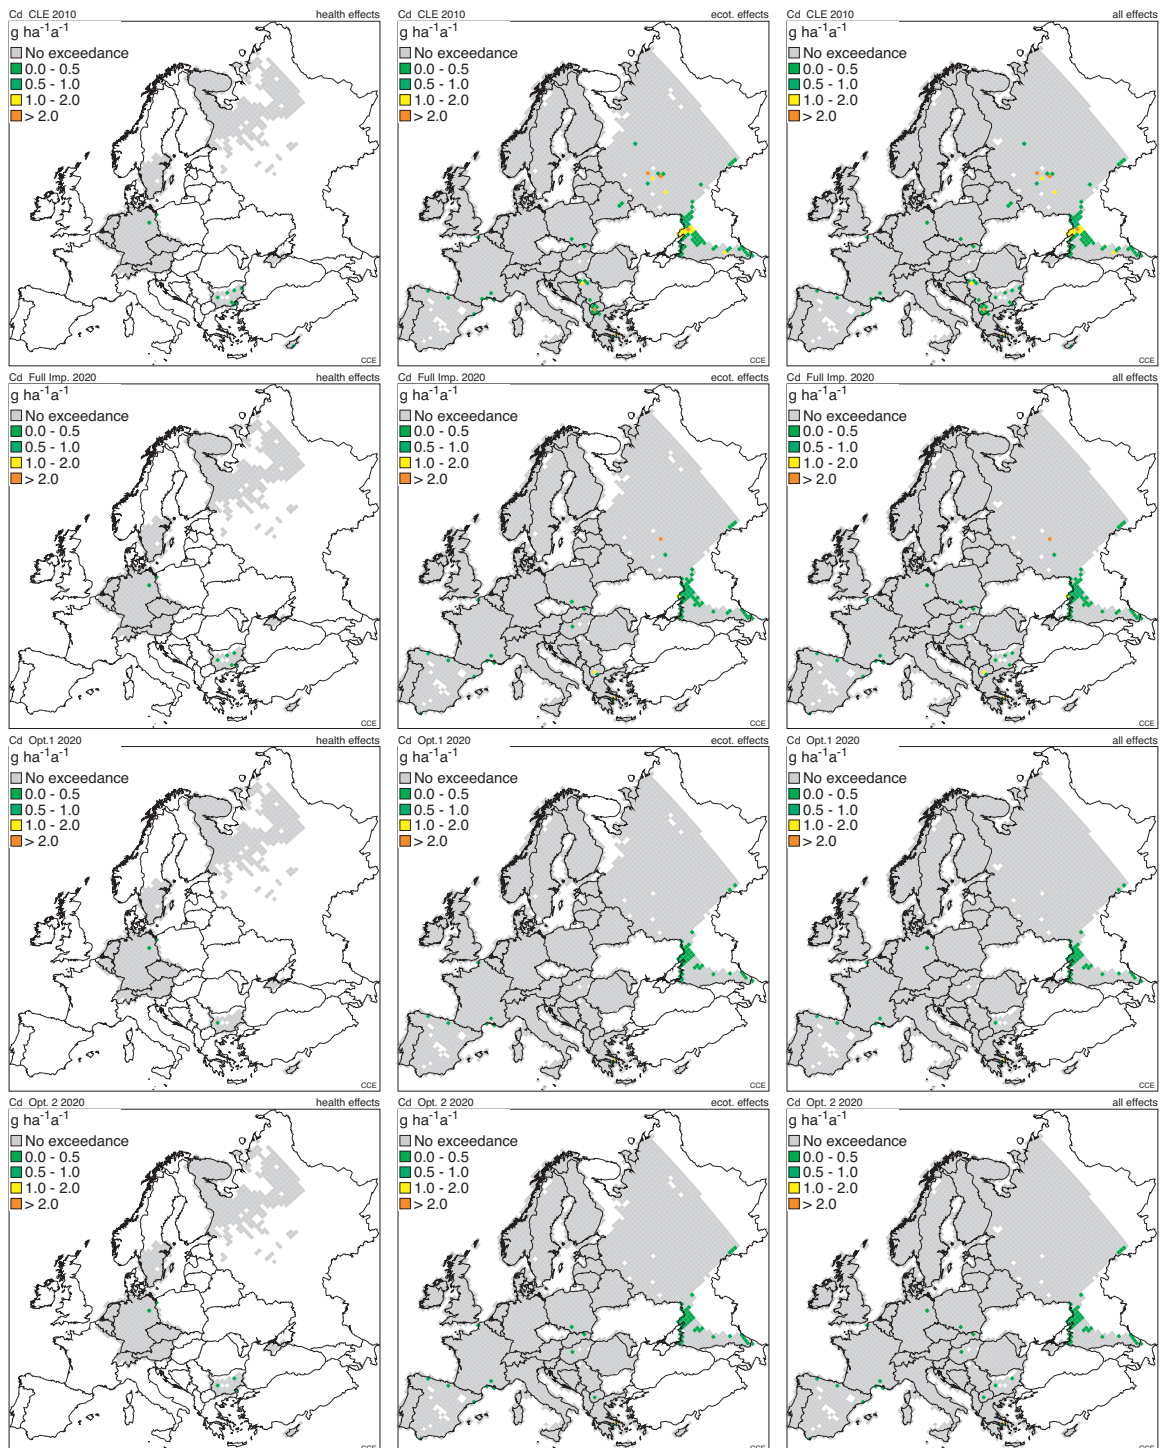 Cd CLE 2010 health effects
g ha⁻¹a⁻¹
No exceedance
0.0 - 0.5
0.5 - 1.0
1.0 - 2.0
> 2.0
CCE
Cd CLE 2010 ecot. effects
g ha⁻¹a⁻¹
No exceedance
0.0 - 0.5
0.5 - 1.0
1.0 - 2.0
> 2.0
CCE
Cd CLE 2010 all effects
g ha⁻¹a⁻¹
No exceedance
0.0 - 0.5
0.5 - 1.0
1.0 - 2.0
> 2.0
CCE
Cd Full Imp. 2020 health effects
g ha⁻¹a⁻¹
No exceedance
0.0 - 0.5
0.5 - 1.0
1.0 - 2.0
> 2.0
CCE
Cd Full Imp. 2020 ecot. effects
g ha⁻¹a⁻¹
No exceedance
0.0 - 0.5
0.5 - 1.0
1.0 - 2.0
> 2.0
CCE
Cd Full Imp. 2020 all effects
g ha⁻¹a⁻¹
No exceedance
0.0 - 0.5
0.5 - 1.0
1.0 - 2.0
> 2.0
CCE
Cd Opt.1 2020 health effects
g ha⁻¹a⁻¹
No exceedance
0.0 - 0.5
0.5 - 1.0
1.0 - 2.0
> 2.0
CCE
Cd Opt.1 2020 ecot. effects
g ha⁻¹a⁻¹
No exceedance
0.0 - 0.5
0.5 - 1.0
1.0 - 2.0
> 2.0
CCE
Cd Opt.1 2020 all effects
g ha⁻¹a⁻¹
No exceedance
0.0 - 0.5
0.5 - 1.0
1.0 - 2.0
> 2.0
CCE
Cd Opt. 2 2020 health effects
g ha⁻¹a⁻¹
No exceedance
0.0 - 0.5
0.5 - 1.0
1.0 - 2.0
> 2.0
CCE
Cd Opt. 2 2020 ecot. effects
g ha⁻¹a⁻¹
No exceedance
0.0 - 0.5
0.5 - 1.0
1.0 - 2.0
> 2.0
CCE
Cd Opt. 2 2020 all effects
g ha⁻¹a⁻¹
No exceedance
0.0 - 0.5
0.5 - 1.0
1.0 - 2.0
> 2.0
CCE